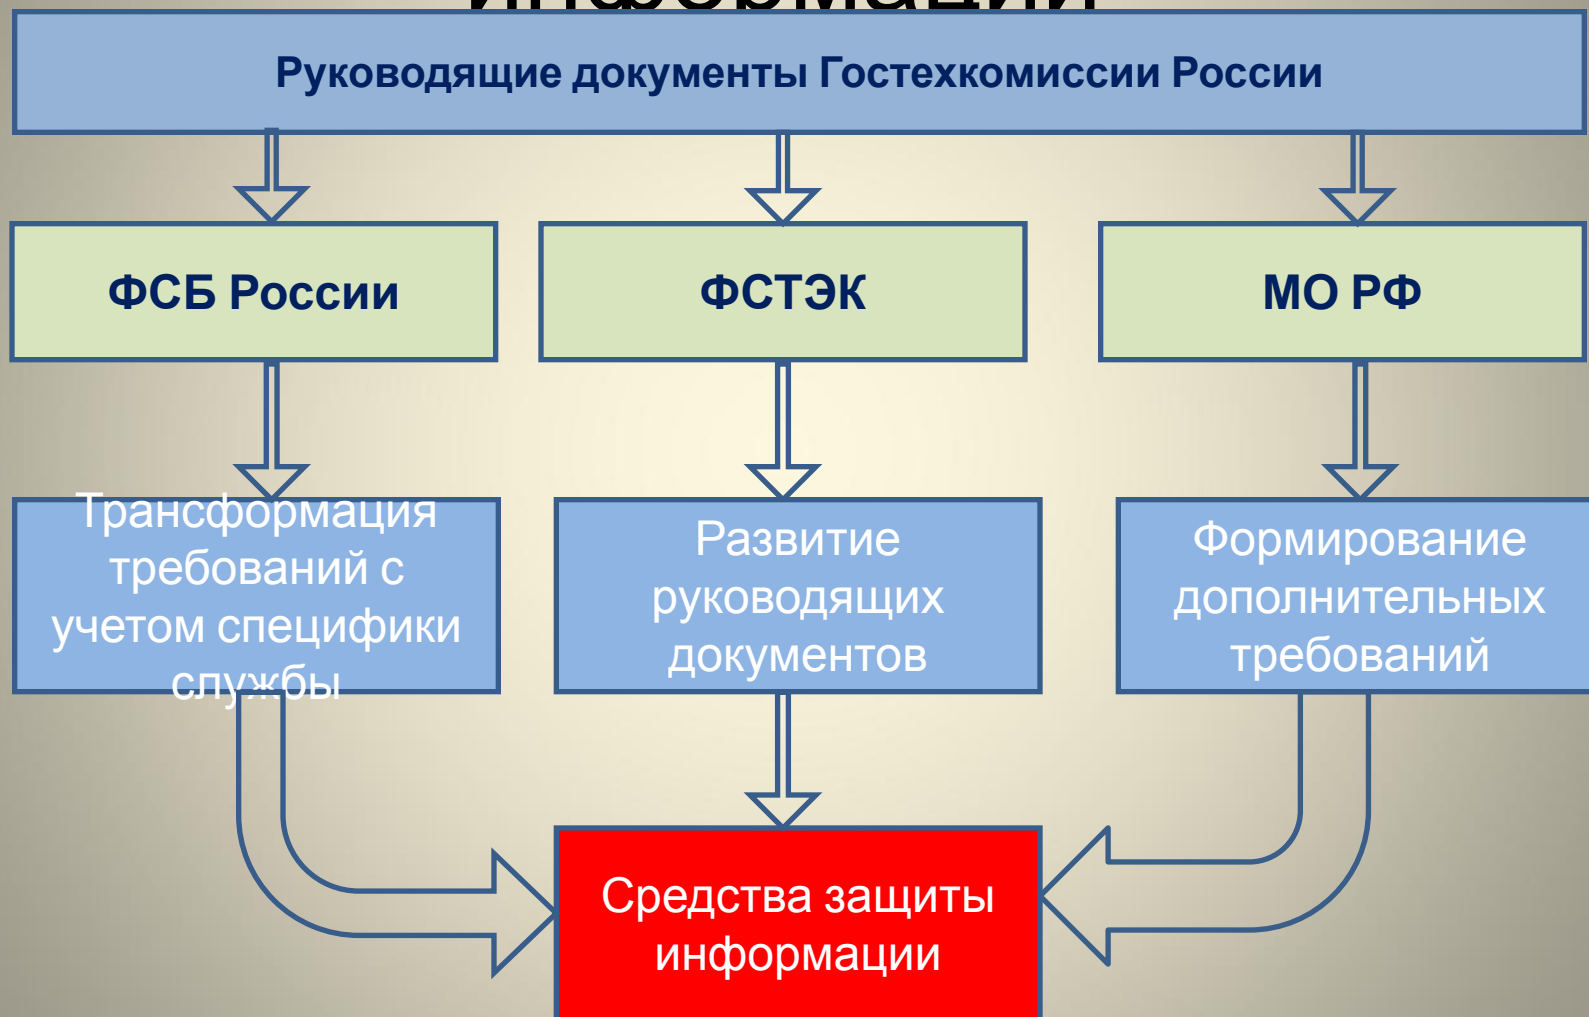 информации
Руководящие документы Гостехкомиссии России
ФСБ России
ФСТЭК
МО РФ
Трансформация
требований с
учетом специфики
службы
Развитие
руководящих
документов
Формирование
дополнительных
требований
Средства защиты
информации